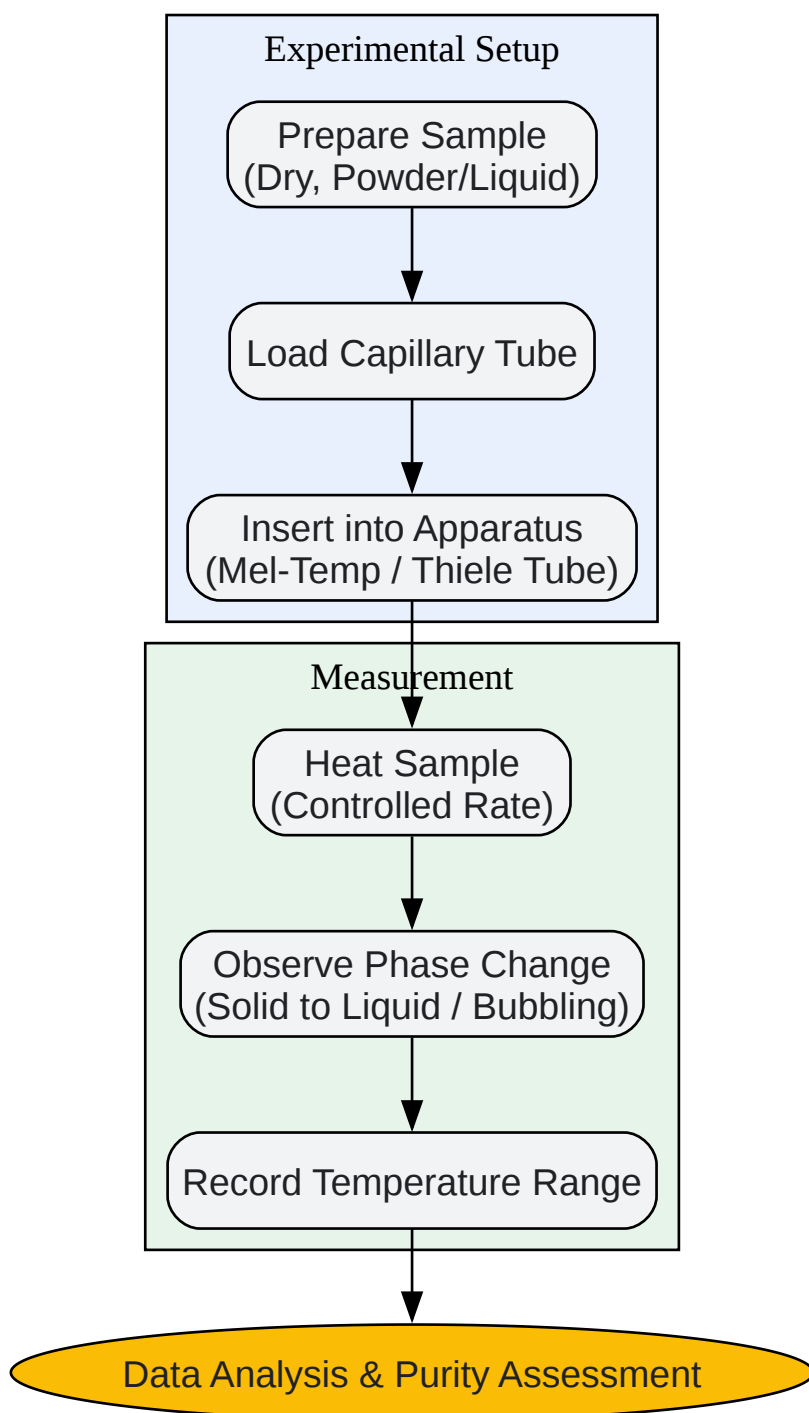 Experimental Setup
Prepare Sample
(Dry, Powder/Liquid)
Load Capillary Tube
Insert into Apparatus
(Mel-Temp / Thiele Tube)
Measurement
Heat Sample
(Controlled Rate)
Observe Phase Change
(Solid to Liquid / Bubbling)
Record Temperature Range
Data Analysis & Purity Assessment